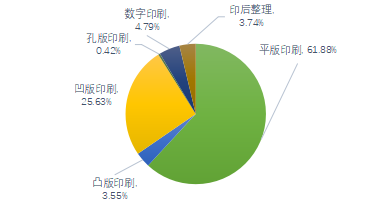 数字印刷,
4.79%
印后整理,
3.74%
孔版印刷,
0.42%
平版印刷, 61.88%
凹版印刷,
25.63%
凸版印刷,
3.55%